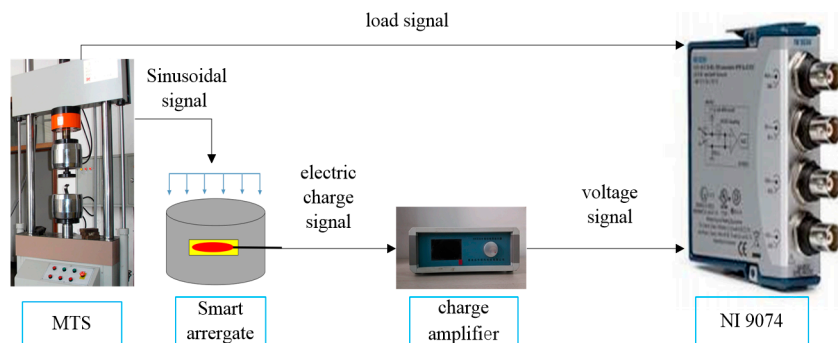 load signal
Sinusoidal
signal
electric
charge
signal
voltage
signal
MTS
Smart
arrergate
charge
amplifier
NI 9074